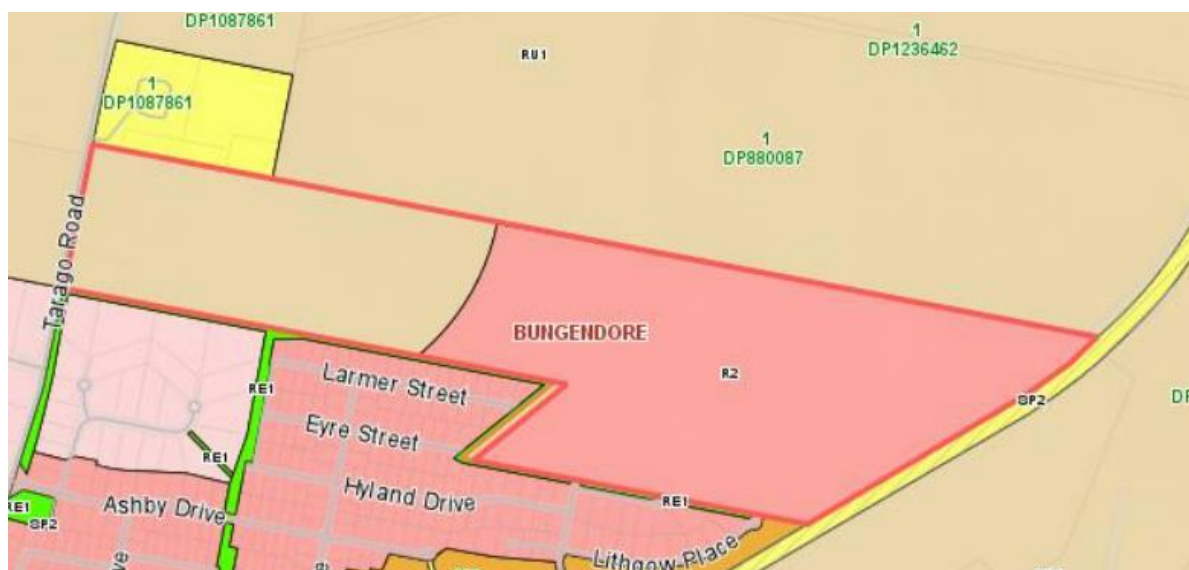 DP1087861
RU1
1
DP1236462
1
DP1087861
1
DP880087
Tarago Road
BUNGENDORE
Larmer Street
R2
RE1
SP2
Eyre Street
RE1
Hyland Drive
RE1
Ashby Drive
RE1
SP2
Lithgow Place